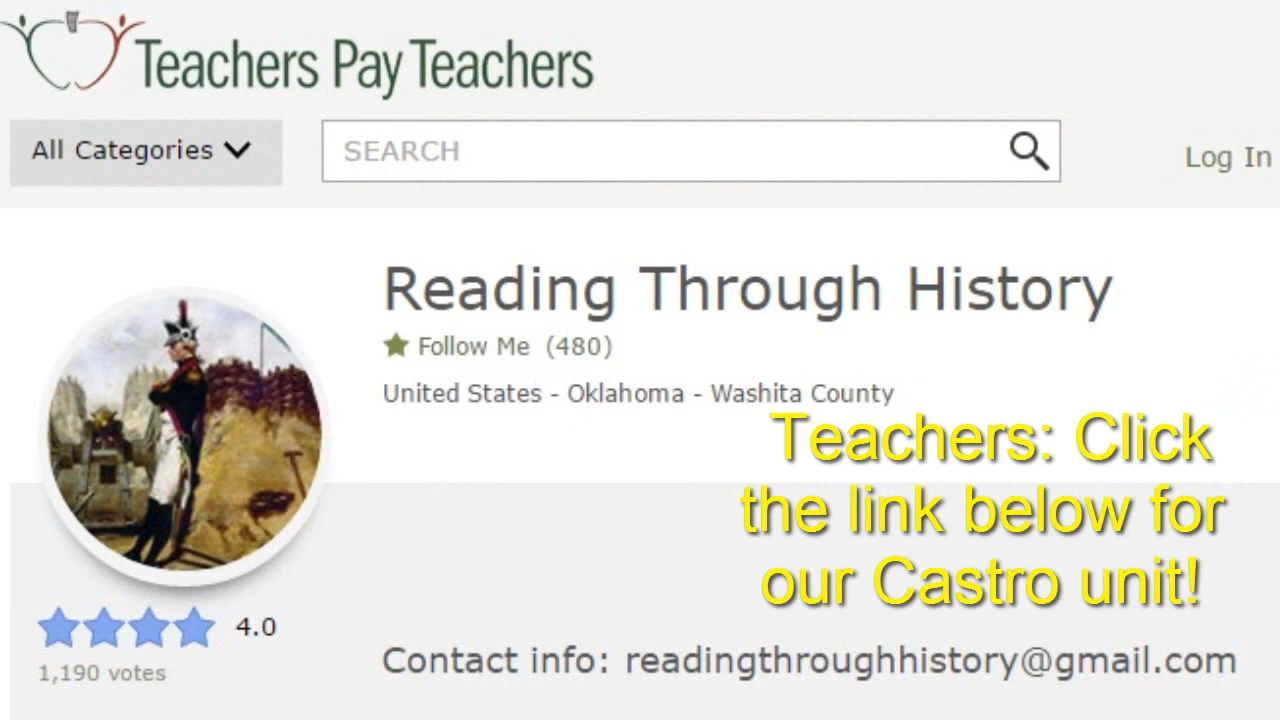 Teachers Pay Teachers
All Categories
SEARCH
Log In
Reading Through History
Follow Me (480)
United States - Oklahoma - Washita County
Teachers: Click
the link below for
our Castro unit!
4.0
1,190 votes
Contact info: readingthroughhistory@gmail.com